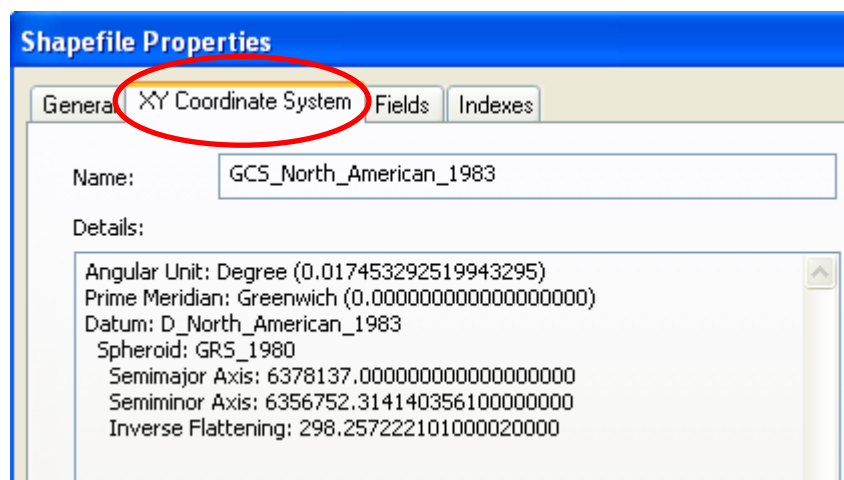 Shapefile Properties
General XY Coordinate System Fields Indexes
Name: GCS_North_American_1983
Details:
Angular Unit: Degree (0.017453292519943295)
Prime Meridian: Greenwich (0.000000000000000000)
Datum: D_North_American_1983
Spheroid: GRS_1980
Semimajor Axis: 6378137.000000000000000000
Semiminor Axis: 6356752.314140356100000000
Inverse Flattening: 298.257222101000020000